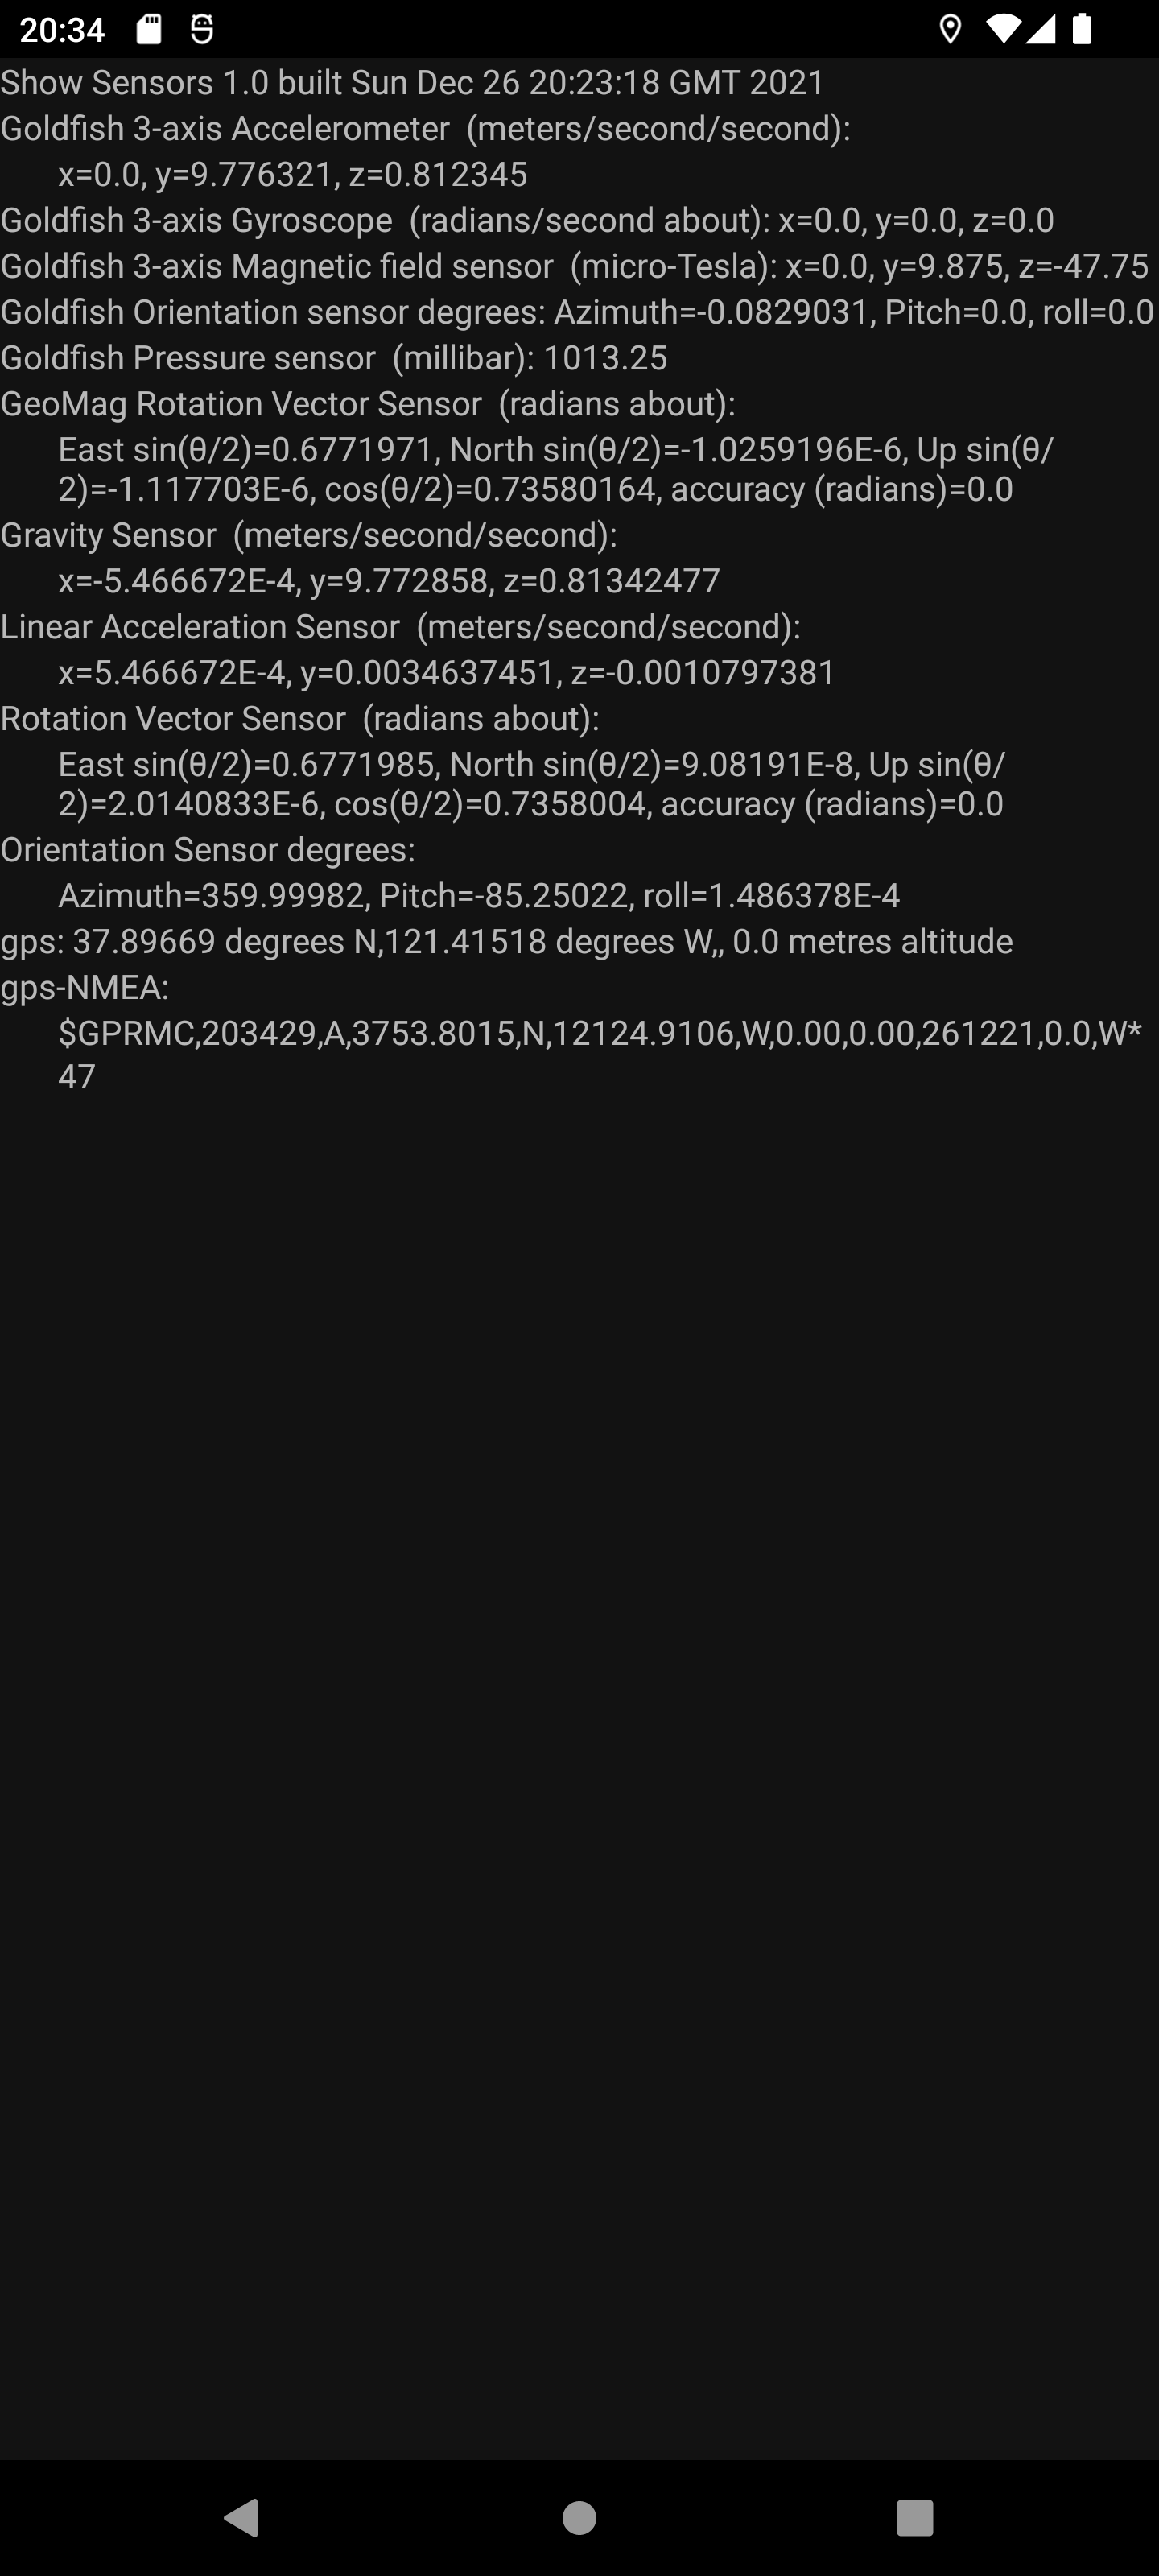 20:34
Show Sensors 1.0 built Sun Dec 26 20:23:18 GMT 2021
Goldfish 3-axis Accelerometer  (meters/second/second):
x=0.0, y=9.776321, z=0.812345
Goldfish 3-axis Gyroscope  (radians/second about): x=0.0, y=0.0, z=0.0
Goldfish 3-axis Magnetic field sensor  (micro-Tesla): x=0.0, y=9.875, z=-47.75
Goldfish Orientation sensor degrees: Azimuth=-0.0829031, Pitch=0.0, roll=0.0
Goldfish Pressure sensor  (millibar): 1013.25
GeoMag Rotation Vector Sensor  (radians about):
East sin(θ/2)=0.6771971, North sin(θ/2)=-1.0259196E-6, Up sin(θ/
2)=-1.117703E-6, cos(θ/2)=0.73580164, accuracy (radians)=0.0
Gravity Sensor  (meters/second/second):
x=-5.466672E-4, y=9.772858, z=0.81342477
Linear Acceleration Sensor  (meters/second/second):
x=5.466672E-4, y=0.0034637451, z=-0.0010797381
Rotation Vector Sensor  (radians about):
East sin(θ/2)=0.6771985, North sin(θ/2)=9.08191E-8, Up sin(θ/
2)=2.0140833E-6, cos(θ/2)=0.7358004, accuracy (radians)=0.0
Orientation Sensor degrees:
Azimuth=359.99982, Pitch=-85.25022, roll=1.486378E-4
gps: 37.89669 degrees N,121.41518 degrees W,, 0.0 metres altitude
gps-NMEA:
$GPRMC,203429,A,3753.8015,N,12124.9106,W,0.00,0.00,261221,0.0,W*
47